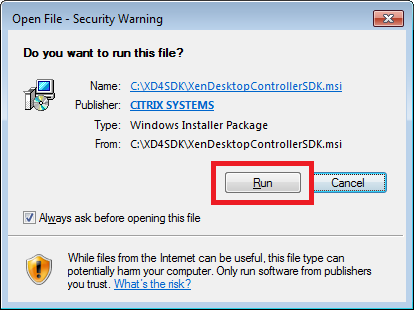 Open File - Security Warning
Do you want to run this file?
Name: C:\XD4SDK\XenDesktopControllerSDK.msi
Publisher: CITRIX SYSTEMS
Type: Windows Installer Package
From: C:\XD4SDK\XenDesktopControllerSDK.msi
Run Cancel
Always ask before opening this file
While files from the Internet can be useful, this file type can
potentially harm your computer. Only run software from publishers
you trust. What's the risk?